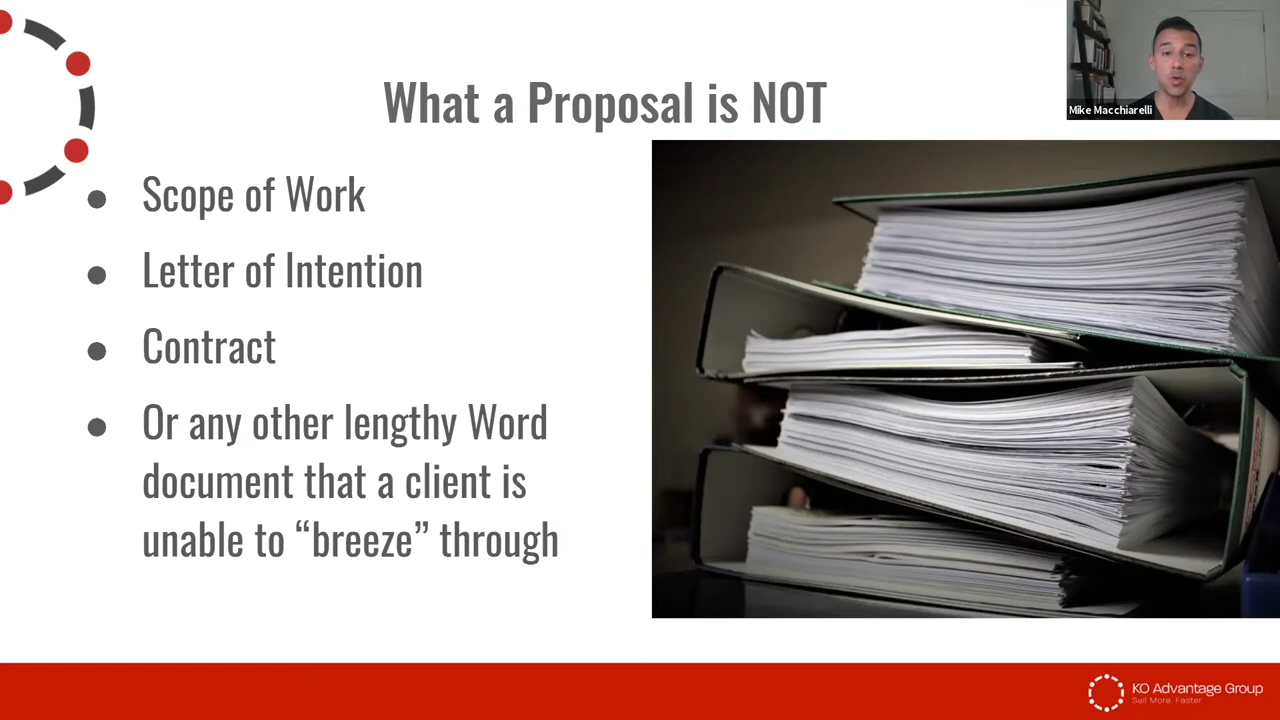 What a Proposal is NOT
Mike Macchiarelli
● Scope of Work
● Letter of Intention
● Contract
● Or any other lengthy Word
document that a client is
unable to “breeze” through
KO Advantage Group
Sell More. Faster.